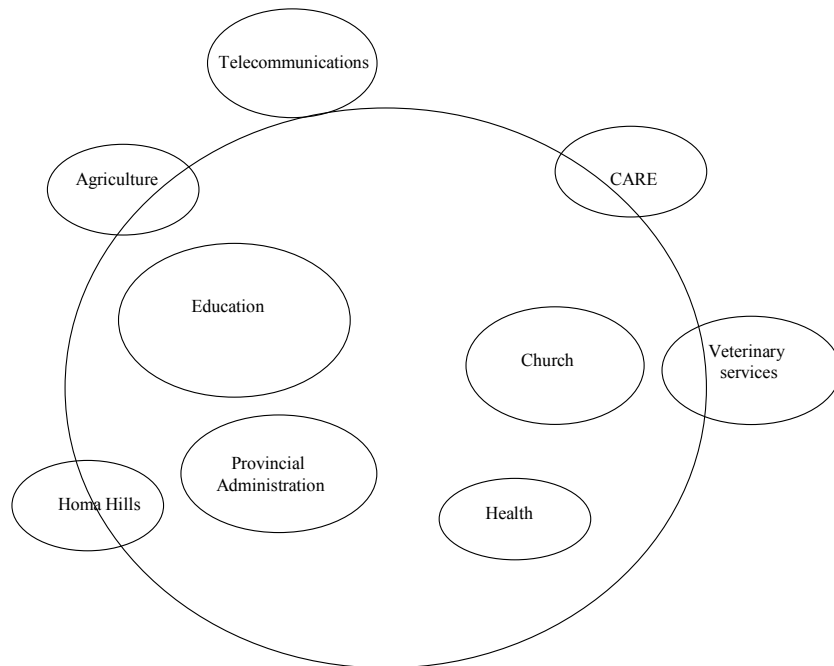 Telecommunications
Agriculture
CARE
Education
Church
Veterinary
services
Provincial
Administration
Homa Hills
Health